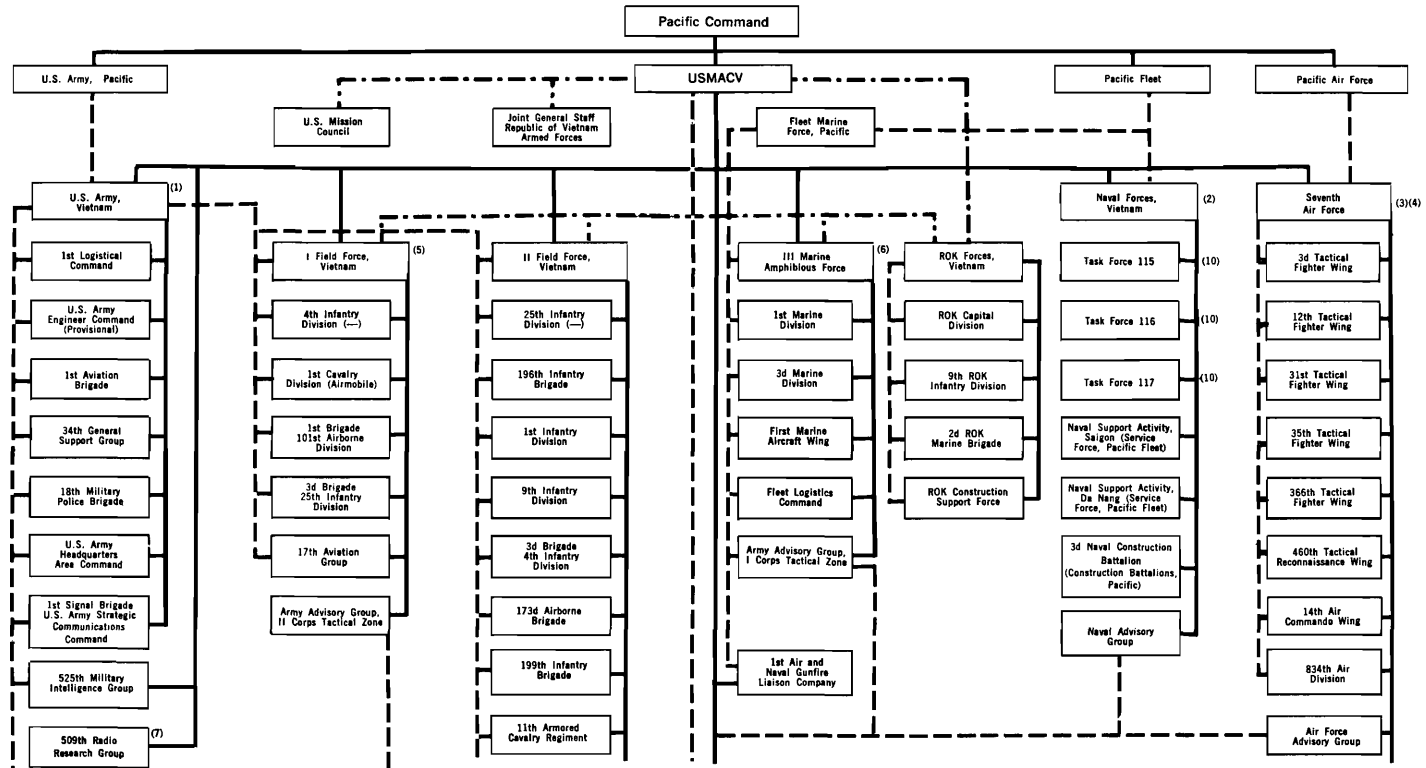 Pacific Command
U.S. Army, Pacific
USMACV
Pacific Fleet
Pacific Air Force
U.S. Mission
Council
Joint General Staff
Republic of Vietnam
Armed Forces
Fleet Marine
Force, Pacific
U.S. Army,
Vietnam
(1)
Naval Forces,
Vietnam
(2)
Seventh
Air Force
(3)(4)
1st Logistical
Command
U.S. Army
Engineer Command
(Provisional)
1st Aviation
Brigade
34th General
Support Group
18th Military
Police Brigade
U.S. Army
Headquarters
Area Command
1st Signal Brigade
U.S. Army Strategic
Communications
Command
525th Military
Intelligence Group
509th Radio
Research Group
(7)
I Field Force,
Vietnam
(5)
4th Infantry
Division (—)
1st Cavalry
Division (Airmobile)
1st Brigade
101st Airborne
Division
3d Brigade
25th Infantry
Division
17th Aviation
Group
Army Advisory Group,
II Corps Tactical Zone
II Field Force,
Vietnam
25th Infantry
Division (—)
196th Infantry
Brigade
1st Infantry
Division
9th Infantry
Division
3d Brigade
4th Infantry
Division
173d Airborne
Brigade
199th Infantry
Brigade
11th Armored
Cavalry Regiment
III Marine
Amphibious Force
(6)
1st Marine
Division
3d Marine
Division
First Marine
Aircraft Wing
Fleet Logistics
Command
Army Advisory Group,
I Corps Tactical Zone
1st Air and
Naval Gunfire
Liaison Company
ROK Forces,
Vietnam
ROK Capital
Division
9th ROK
Infantry Division
2d ROK
Marine Brigade
ROK Construction
Support Force
Task Force 115
(10)
Task Force 116
(10)
Task Force 117
(10)
Naval Support Activity,
Saigon (Service
Force, Pacific Fleet)
Naval Support Activity,
Da Nang (Service
Force, Pacific Fleet)
3d Naval Construction
Battalion
(Construction Battalions,
Pacific)
Naval Advisory
Group
3d Tactical
Fighter Wing
12th Tactical
Fighter Wing
31st Tactical
Fighter Wing
35th Tactical
Fighter Wing
366th Tactical
Fighter Wing
460th Tactical
Reconnaissance Wing
14th Air
Commando Wing
834th Air
Division
Air Force
Advisory Group